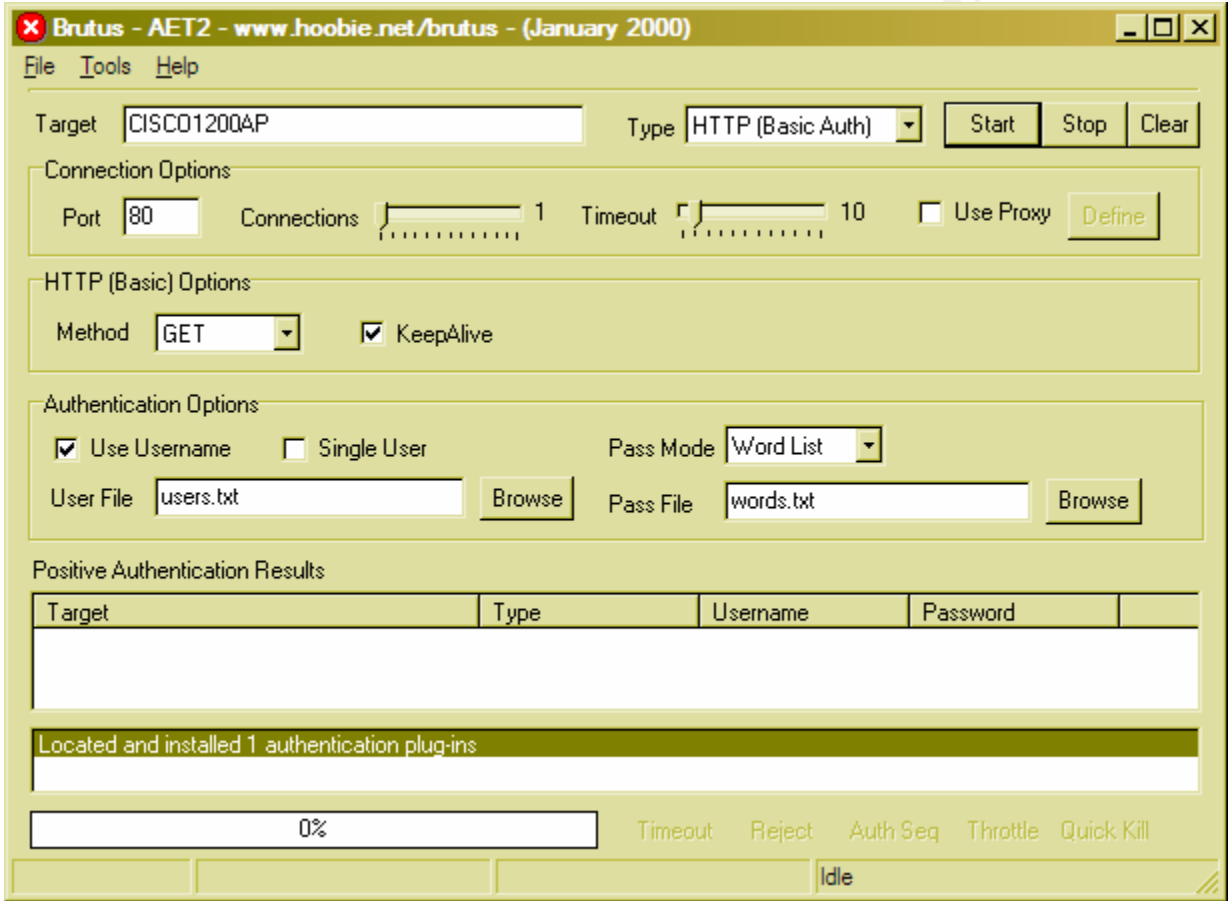 Brutus - AET2 - www.hoobie.net/brutus - (January 2000)
File Tools Help
Target CISCO1200AP Type HTTP (Basic Auth) Start Stop Clear
Connection Options
Port 80 Connections 1 Timeout 10 Use Proxy Define
HTTP (Basic) Options
Method GET KeepAlive
Authentication Options
Use Username Single User Pass Mode Word List
User File users.txt Browse Pass File words.txt Browse
Positive Authentication Results
Target Type Username Password
Located and installed 1 authentication plug-ins
0% Timeout Reject Auth Seq Throttle Quick Kill
Idle